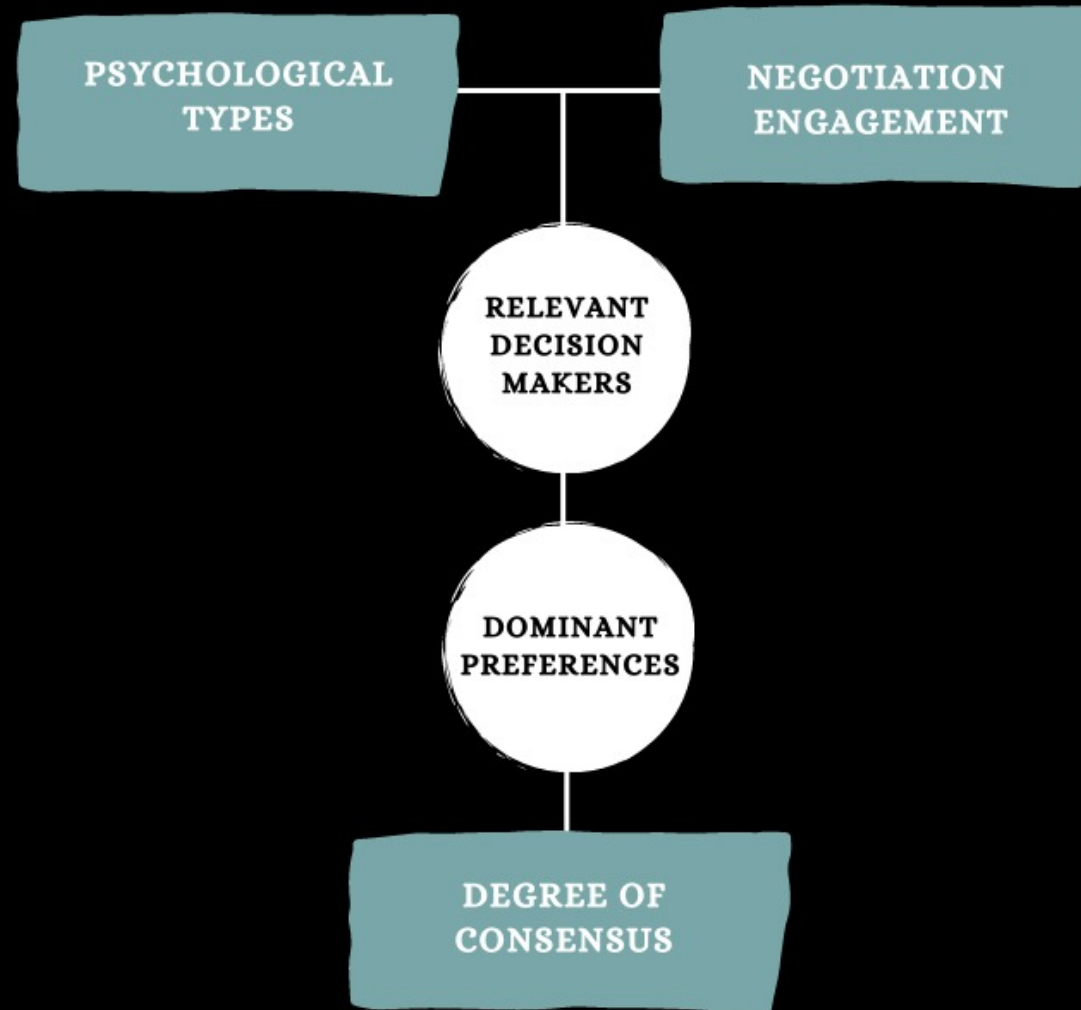 PSYCHOLOGICAL
TYPES
NEGOTIATION
ENGAGEMENT
RELEVANT
DECISION
MAKERS
DOMINANT
PREFERENCES
DEGREE OF
CONSENSUS